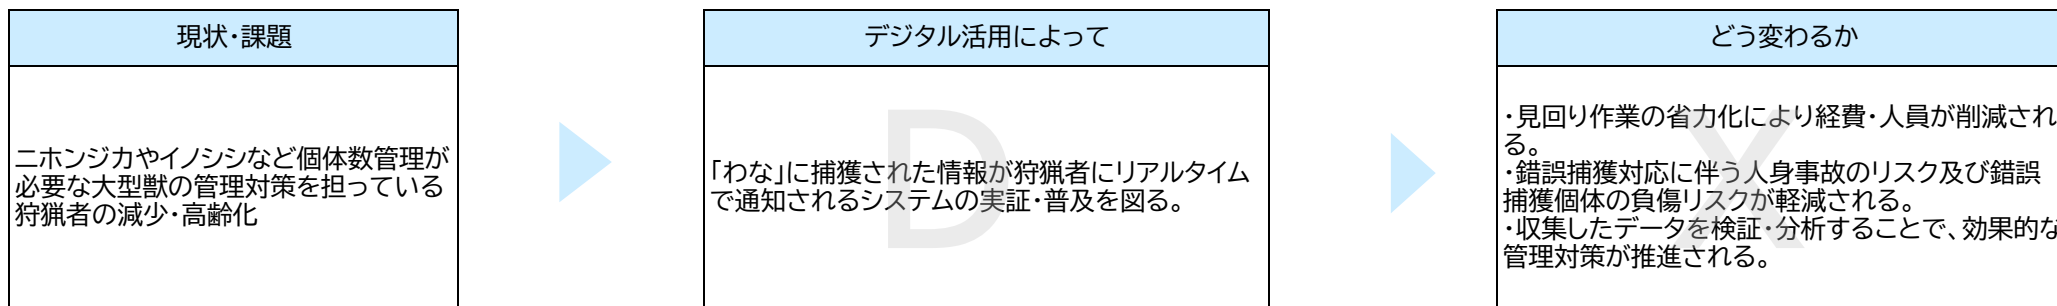 現状・課題
ニホンジカやイノシシなど個体数管理が
必要な大型獣の管理対策を担っている
狩猟者の減少・高齢化
デジタル活用によって
D
「わな」に捕獲された情報が狩猟者にリアルタイム
で通知されるシステムの実証・普及を図る。
どう変わるか
X
・見回り作業の省力化により経費・人員が削減され
る。
・錯誤捕獲対応に伴う人身事故のリスク及び錯誤
捕獲個体の負傷リスクが軽減される。
・収集したデータを検証・分析することで、効果的な
管理対策が推進される。